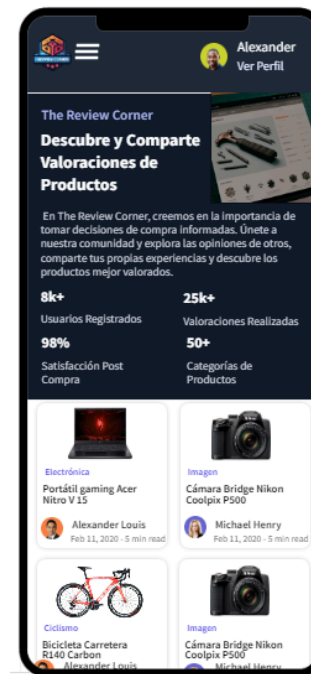 Alexander
Ver Perfil
The Review Corner
Descubre y Comparte
Valoraciones de
Productos
En The Review Corner, creemos en la importancia de
tomar decisiones de compra informadas. Únete a
nuestra comunidad y explora las opiniones de otros,
comparte tus propias experiencias y descubre los
productos mejor valorados.
8k+
25k+
Usuarios Registrados
Valoraciones Realizadas
98%
50+
Satisfacción Post
Compra
Categorías de
Productos
Electrónica
Portátil gaming Acer
Nitro V 15
Alexander Louis
Feb 11, 2020 - 5 min read
Imagen
Cámara Bridge Nikon
Coolpix P500
Michael Henry
Feb 11, 2020 - 5 min read
Ciclismo
Bicicleta Carretera
R140 Carbon
Alexander Louis
Imagen
Cámara Bridge Nikon
Coolpix P500
Michael Henry